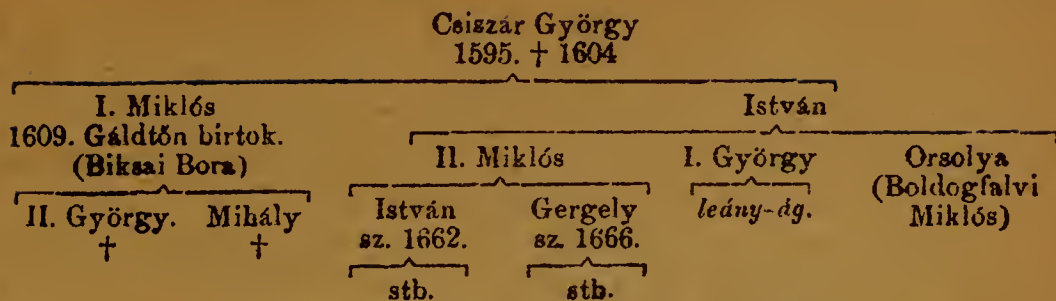 Csiszár György
1595. † 1604
I. Miklós
1609. Gáldtőn birtok.
(Biksai Bora)
István
II. György. Mihály
† †
II. Miklós
I. György
Orsolya
(Boldogfalvi
Miklós)
István
sz. 1662.
Gergely
sz. 1666.
leány-ág.
stb.
stb.